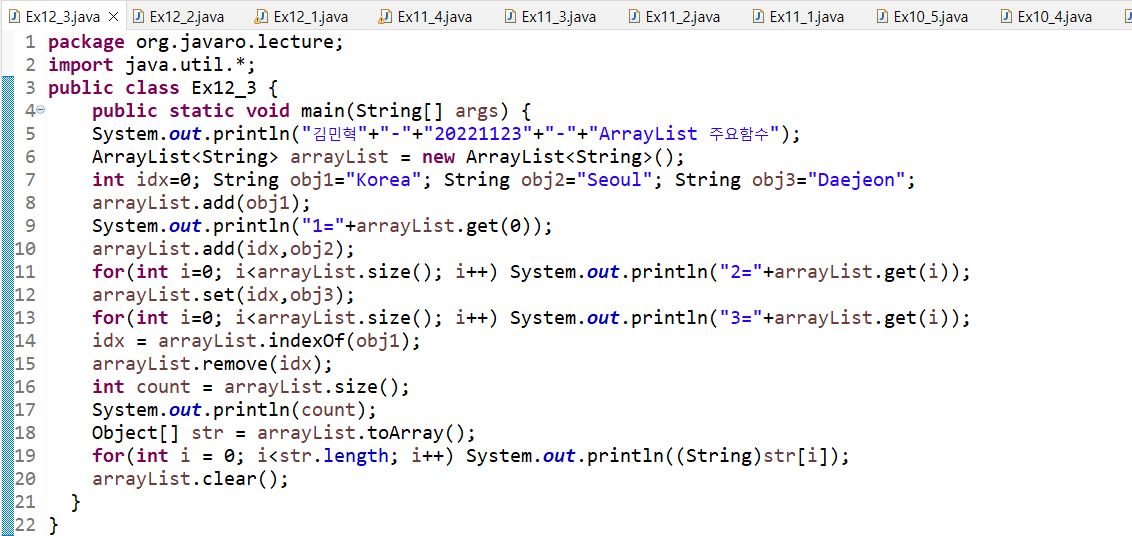 Ex12_3.java Ex12_2.java Ex12_1.java Ex11_4.java Ex11_3.java Ex11_2.java Ex11_1.java Ex10_5.java Ex10_4.java
1 package org.javaro.lecture;
2 import java.util.*;
3 public class Ex12_3 {
4 public static void main(String[] args) {
5 System.out.println("김민혁"+"-"+"20221123"+"-"+"ArrayList 주요함수");
6 ArrayList<String> arrayList = new ArrayList<String>();
7 int idx=0; String obj1="Korea"; String obj2="Seoul"; String obj3="Daejeon";
8 arrayList.add(obj1);
9 System.out.println("1="+arrayList.get(0));
10 arrayList.add(idx,obj2);
11 for(int i=0; i<arrayList.size(); i++) System.out.println("2="+arrayList.get(i));
12 arrayList.set(idx,obj3);
13 for(int i=0; i<arrayList.size(); i++) System.out.println("3="+arrayList.get(i));
14 idx = arrayList.indexOf(obj1);
15 arrayList.remove(idx);
16 int count = arrayList.size();
17 System.out.println(count);
18 Object[] str = arrayList.toArray();
19 for(int i = 0; i<str.length; i++) System.out.println((String)str[i]);
20 arrayList.clear();
21 }
22 }